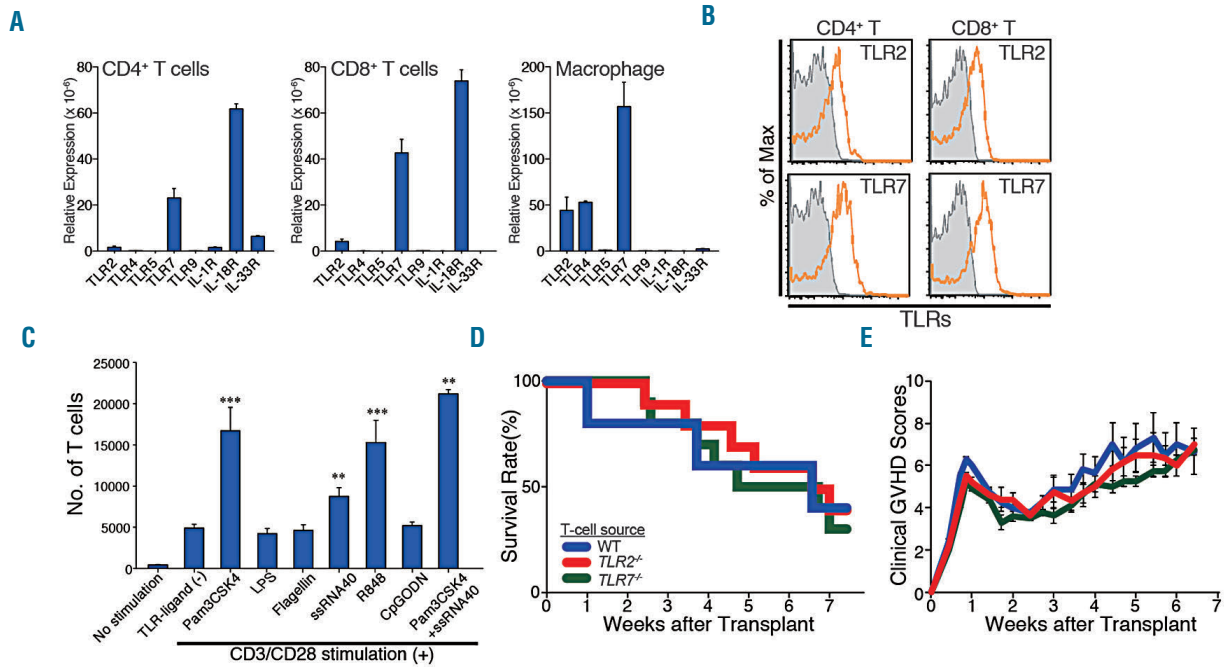 A
CD4+ T cells
Relative Expression (x 10-6)
80
60
40
20
0
TLR2
TLR4
TLR5
TLR7
TLR9
IL-1R
IL-18R
IL-33R
CD8+ T cells
Relative Expression (x 10-6)
80
60
40
20
0
TLR2
TLR4
TLR5
TLR7
TLR9
IL-1R
IL-18R
IL-33R
Macrophage
Relative Expression (x 10-6)
200
150
100
50
0
TLR2
TLR4
TLR5
TLR7
TLR9
IL-1R
IL-18R
IL-33R
B
CD4+ T
CD8+ T
TLR2
TLR2
TLR7
TLR7
% of Max
TLRs
C
No. of T cells
25000
20000
15000
10000
5000
0
***
**
***
**
No stimulation
TLR-ligand (-)
Pam3CSK4
LPS
Flagellin
ssRNA40
R848
CpGODN
Pam3CSK4
+ssRNA40
CD3/CD28 stimulation (+)
D
Survival Rate(%)
100
50
0
T-cell source
WT
TLR2-/-
TLR7-/-
0 1 2 3 4 5 6 7
Weeks after Transplant
E
Clinical GVHD Scores
10
8
6
4
2
0
0 1 2 3 4 5 6 7
Weeks after Transplant